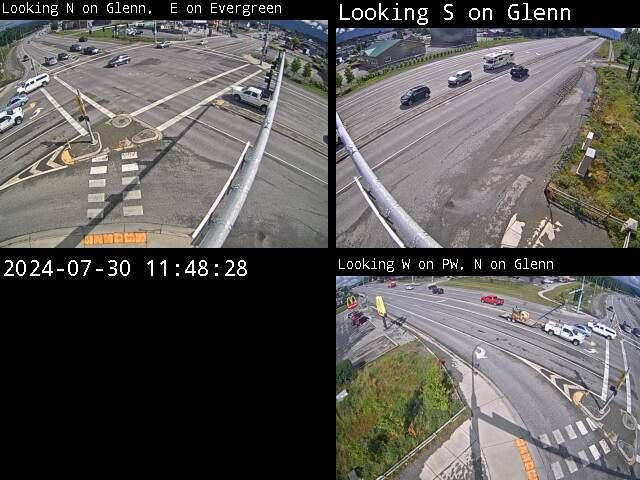 Looking N on Glenn,  E on Evergreen
Looking S on Glenn
2024-07-30 11:48:28
Looking W on PW, N on Glenn